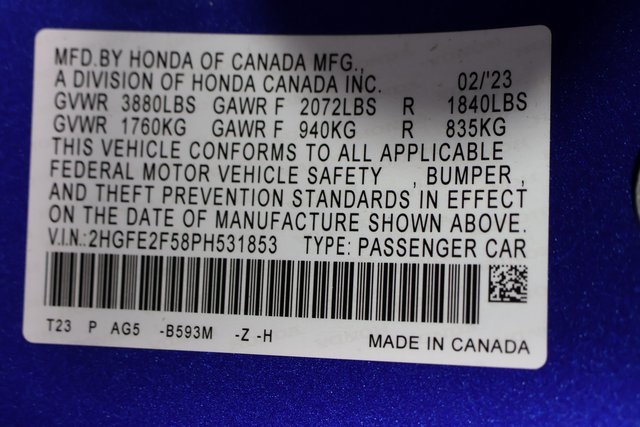 MFD.BY HONDA OF CANADA MFG.,
A DIVISION OF HONDA CANADA INC. 02/'23
GVWR 3880LBS GAWR F 2072LBS R 1840LBS
GVWR 1760KG GAWR F 940KG R 835KG
THIS VEHICLE CONFORMS TO ALL APPLICABLE
FEDERAL MOTOR VEHICLE SAFETY , BUMPER ,
AND THEFT PREVENTION STANDARDS IN EFFECT
ON THE DATE OF MANUFACTURE SHOWN ABOVE.
V.I.N.:2HGFE2F58PH531853 TYPE: PASSENGER CAR
T23 P AG5 -B593M -Z -H MADE IN CANADA